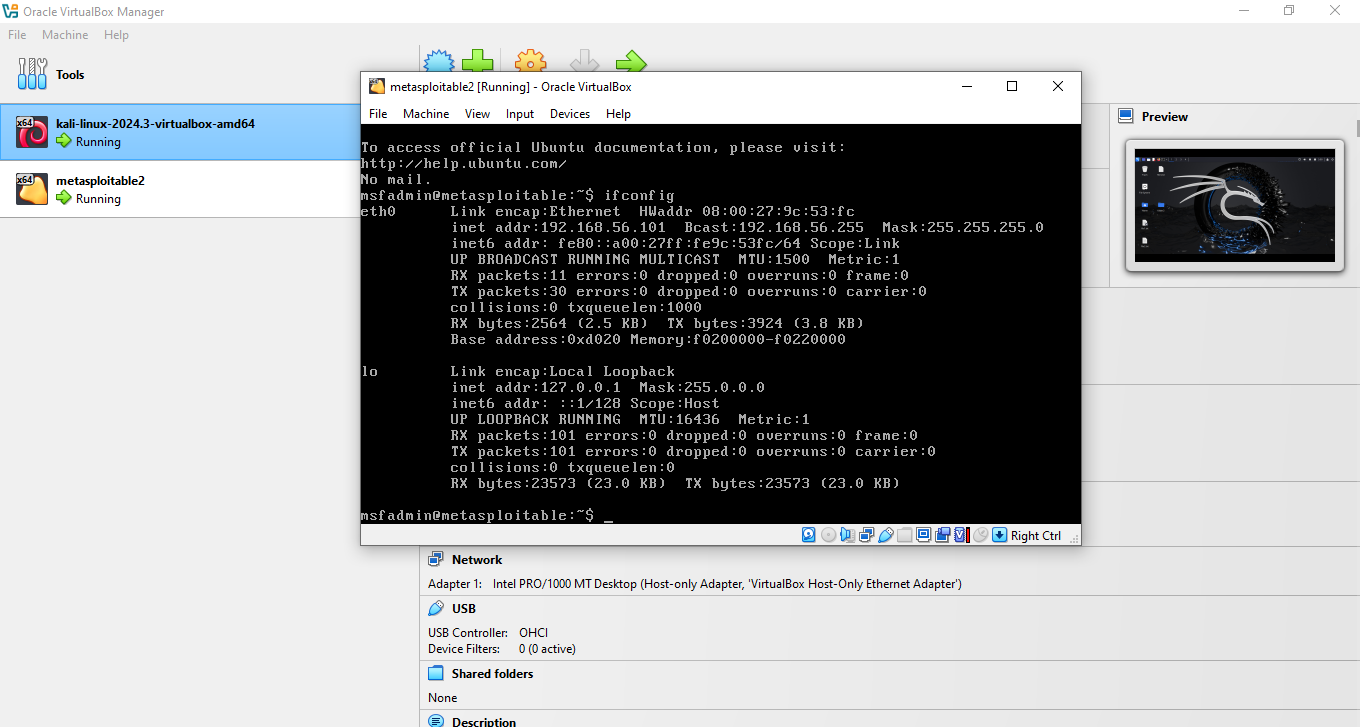 Oracle VirtualBox Manager
File Machine Help
Tools
x64
kali-linux-2024.3-virtualbox-amd64
Running
x64
metasploitable2
Running
metasploitable2 [Running] - Oracle VirtualBox
File Machine View Input Devices Help
To access official Ubuntu documentation, please visit:
http://help.ubuntu.com/
No mail.
msfadmin@metasploitable:~$ ifconfig
eth0 Link encap:Ethernet HWaddr 08:00:27:9c:53:fc
inet addr:192.168.56.101 Bcast:192.168.56.255 Mask:255.255.255.0
inet6 addr: fe80::a00:27ff:fe9c:53fc/64 Scope:Link
UP BROADCAST RUNNING MULTICAST MTU:1500 Metric:1
RX packets:11 errors:0 dropped:0 overruns:0 frame:0
TX packets:30 errors:0 dropped:0 overruns:0 carrier:0
collisions:0 txqueuelen:1000
RX bytes:2564 (2.5 KB) TX bytes:3924 (3.8 KB)
Base address:0xd020 Memory:f0200000-f0220000
lo Link encap:Local Loopback
inet addr:127.0.0.1 Mask:255.0.0.0
inet6 addr: ::1/128 Scope:Host
UP LOOPBACK RUNNING MTU:16436 Metric:1
RX packets:101 errors:0 dropped:0 overruns:0 frame:0
TX packets:101 errors:0 dropped:0 overruns:0 carrier:0
collisions:0 txqueuelen:0
RX bytes:23573 (23.0 KB) TX bytes:23573 (23.0 KB)
msfadmin@metasploitable:~$ _
Right Ctrl
Preview
Network
Adapter 1: Intel PRO/1000 MT Desktop (Host-only Adapter, 'VirtualBox Host-Only Ethernet Adapter')
USB
USB Controller: OHCI
Device Filters: 0 (0 active)
Shared folders
None
Description